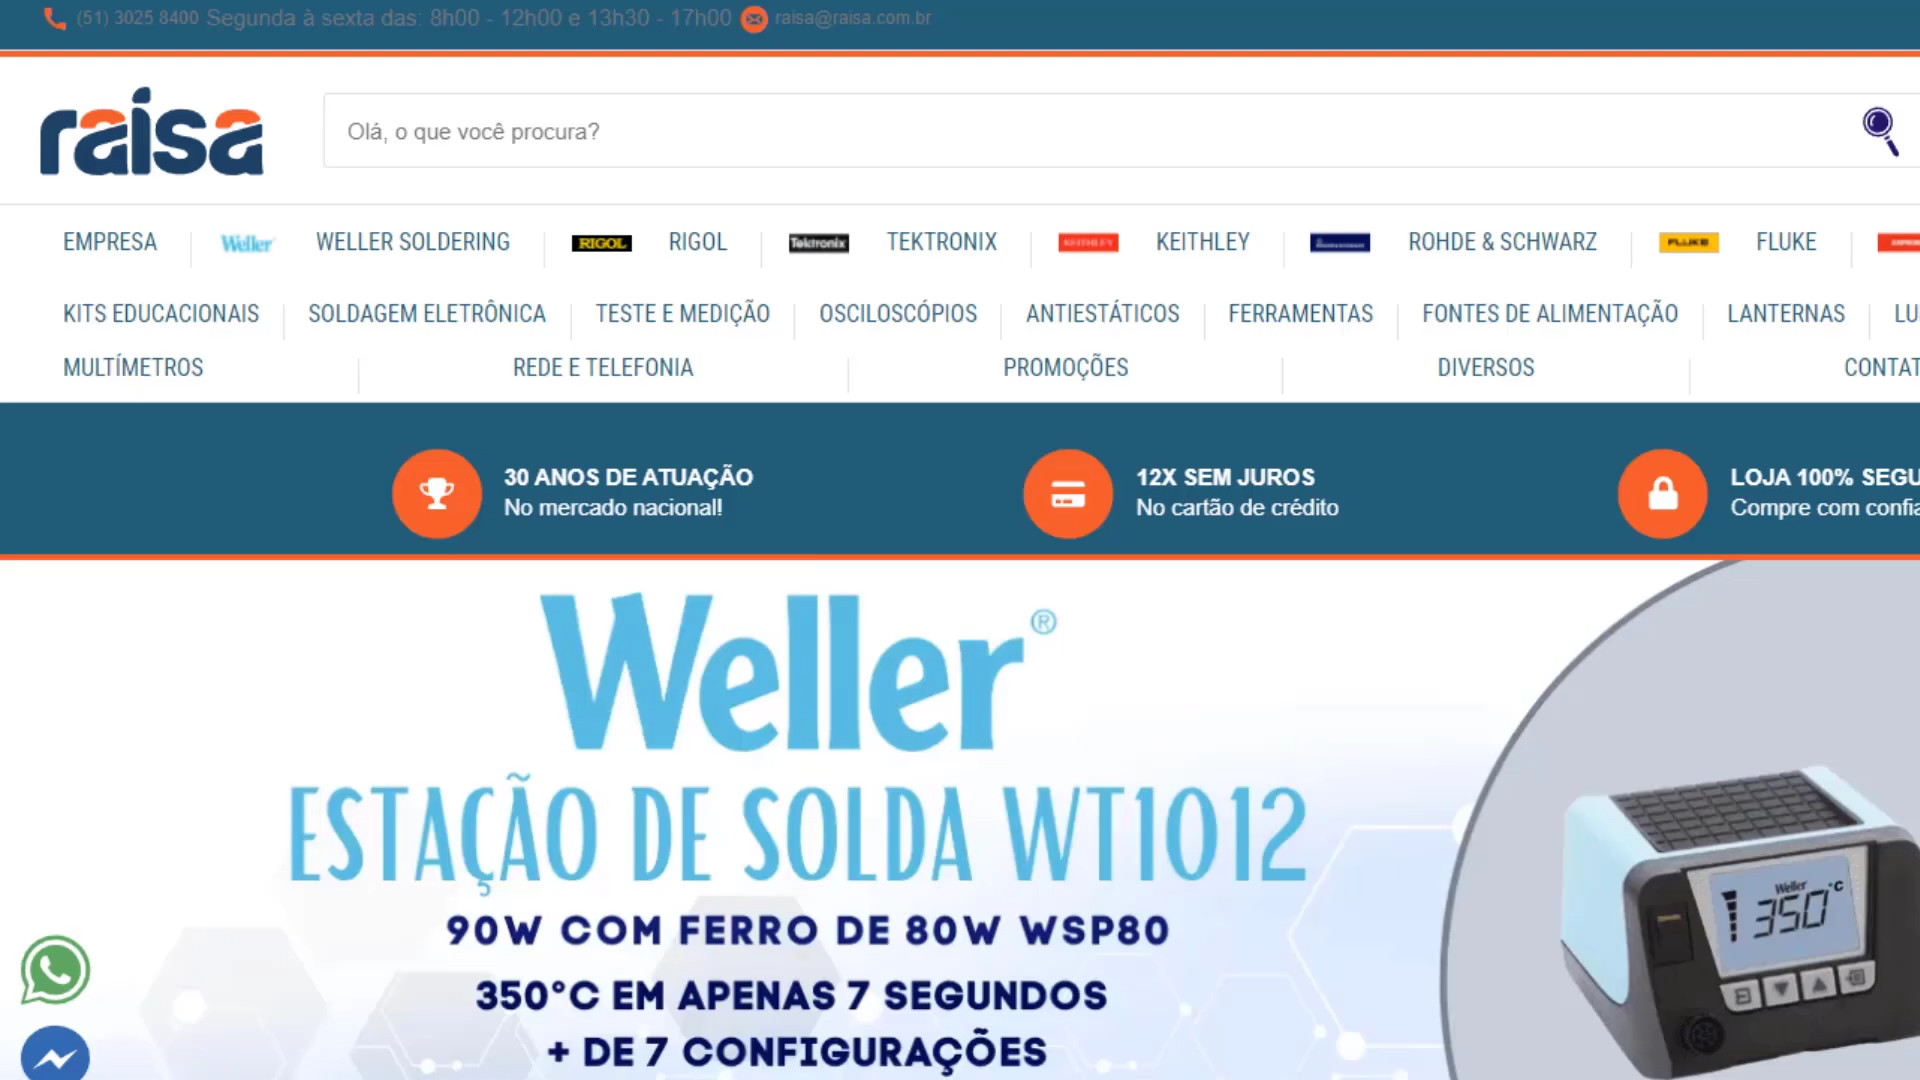 (51) 3025 8400 Segunda à sexta das: 8h00 - 12h00 e 13h30 - 17h00 raisa@raisa.com.br
raisa
Olá, o que você procura?
EMPRESA Weller WELLER SOLDERING RIGOL RIGOL Tektronix TEKTRONIX KEITHLEY KEITHLEY ROHDE & SCHWARZ FLUKE FLUKE
KITS EDUCACIONAIS SOLDAGEM ELETRÔNICA TESTE E MEDIÇÃO OSCILOSCÓPIOS ANTIESTÁTICOS FERRAMENTAS FONTES DE ALIMENTAÇÃO LANTERNAS LU
MULTÍMETROS REDE E TELEFONIA PROMOÇÕES DIVERSOS CONTAT
30 ANOS DE ATUAÇÃO
No mercado nacional!
12X SEM JUROS
No cartão de crédito
LOJA 100% SEGU
Compre com confia
Weller®
ESTAÇÃO DE SOLDA WT1012
90W COM FERRO DE 80W WSP80
350°C EM APENAS 7 SEGUNDOS
+ DE 7 CONFIGURAÇÕES
Weller
350°C